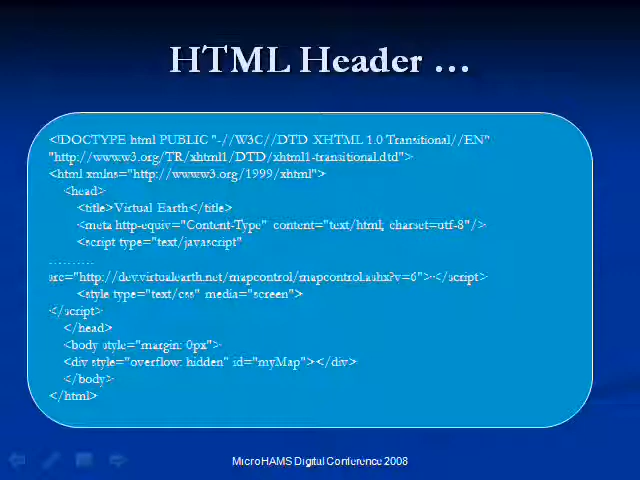 HTML Header ...
<!DOCTYPE html PUBLIC "-//W3C//DTD XHTML 1.0 Transitional//EN"
"http://www.w3.org/TR/xhtml1/DTD/xhtml1-transitional.dtd">
<html xmlns="http://www.w3.org/1999/xhtml">
<head>
<title>Virtual Earth</title>
<meta http-equiv="Content-Type" content="text/html; charset=utf-8"/>
<script type="text/javascript"
..........
src="http://dev.virtualearth.net/mapcontrol/mapcontrol.ashx?v=6"></script>
<style type="text/css" media="screen">
</script>
</head>
<body style="margin: 0px">
<div style="overflow: hidden" id="myMap"></div>
</body>
</html>
MicroHAMS Digital Conference 2008